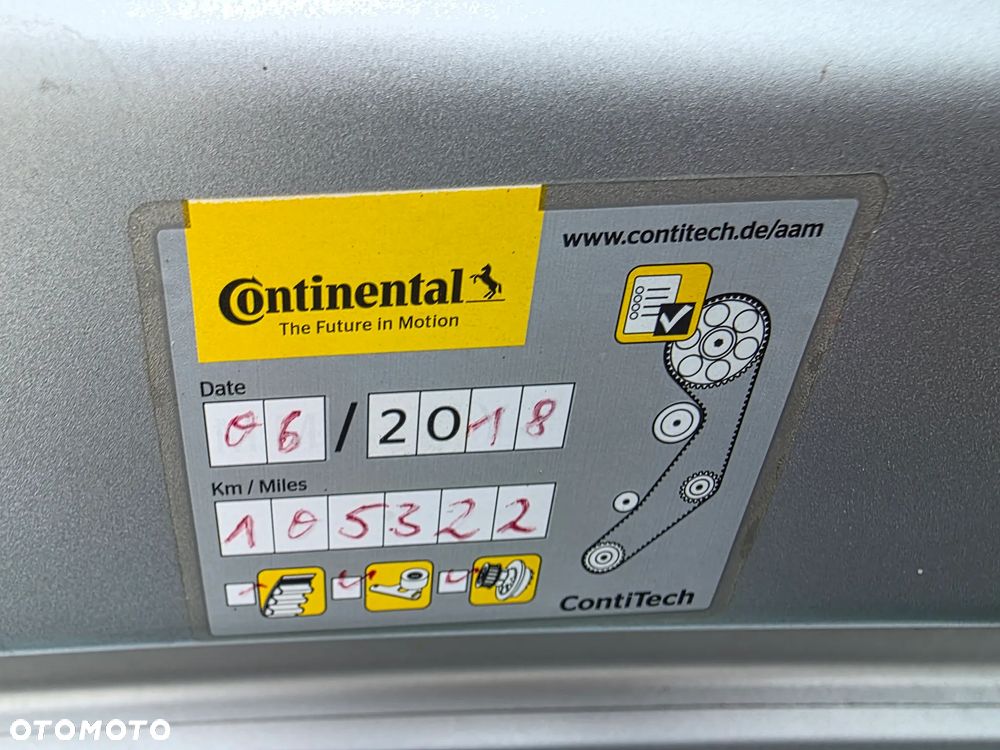 www.contitech.de/aam
Continental
The Future in Motion
Date
06 / 2018
Km / Miles
105322
ContiTech
OTOMOTO